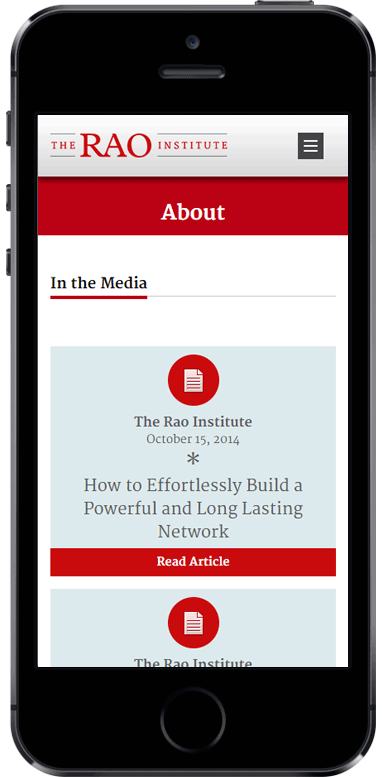 THE RAO INSTITUTE
About
In the Media
The Rao Institute
October 15, 2014
*
How to Effortlessly Build a
Powerful and Long Lasting
Network
Read Article
The Rao Institute